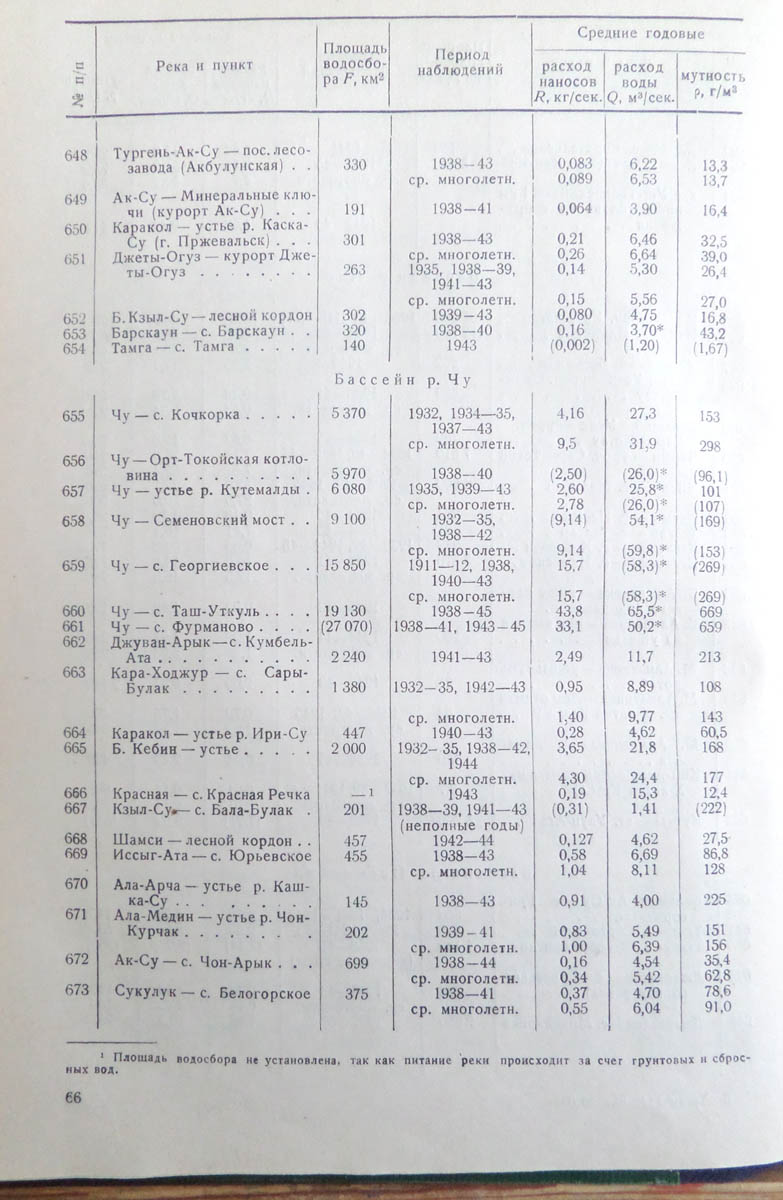 № п/п
Река и пункт
Площадь водосбо-
ра F, км²
Период
наблюдений
Средние годовые
расход наносов R, кг/сек.
расход воды Q, м³/сек.
мутность ρ, г/м³
648 Тургень-Ак-Су — пос. лесо-
завода (Акбулунская) . . 330 1938—43 0,083 6,22 13,3
ср. многолетн. 0,089 6,53 13,7
649 Ак-Су — Минеральные клю-
чи (курорт Ак-Су) . . . 191 1938—41 0,064 3,90 16,4
650 Каракол — устье р. Каска-
Су (г. Пржевальск) . . . 301 1938—43 0,21 6,46 32,5
651 Джеты-Огуз — курорт Дже- ср. многолетн. 0,26 6,64 39,0
ты-Огуз . . . . . . . . 263 1935, 1938—39, 0,14 5,30 26,4
1941—43
ср. многолетн. 0,15 5,56 27,0
652 Б. Кзыл-Су — лесной кордон 302 1939—43 0,080 4,75 16,8
653 Барскаун — с. Барскаун . . 320 1938—40 0,16 3,70* 43,2
654 Тамга — с. Тамга . . . . . 140 1943 (0,002) (1,20) (1,67)
Бассейн р. Чу
655 Чу — с. Кочкорка . . . . . 5 370 1932, 1934—35, 4,16 27,3 153
1937—43
ср. многолетн. 9,5 31,9 298
656 Чу — Орт-Токойская котло-
вина . . . . . . . . . . 5 970 1938—40 (2,50) (26,0)* (96,1)
657 Чу — устье р. Кутемалды . 6 080 1935, 1939—43 2,60 25,8* 101
ср. многолетн. 2,78 (26,0)* (107)
658 Чу — Семеновский мост . . 9 100 1932—35, (9,14) 54,1* (169)
1938—42
ср. многолетн. 9,14 (59,8)* (153)
659 Чу — с. Георгиевское . . . 15 850 1911—12, 1938, 15,7 (58,3)* (269)
1940—43
ср. многолетн. 15,7 (58,3)* (269)
660 Чу — с. Таш-Уткуль . . . . 19 130 1938—45 43,8 65,5* 669
661 Чу — с. Фурманово . . . . (27 070) 1938—41, 1943—45 33,1 50,2* 659
662 Джуван-Арык — с. Кумбель-
Ата . . . . . . . . . . . 2 240 1941—43 2,49 11,7 213
663 Кара-Ходжур — с. Сары-
Булак . . . . . . . . . 1 380 1932—35, 1942—43 0,95 8,89 108
ср. многолетн. 1,40 9,77 143
664 Каракол — устье р. Ири-Су 447 1940—43 0,28 4,62 60,5
665 Б. Кебин — устье . . . . . 2 000 1932—35, 1938—42, 3,65 21,8 168
1944
ср. многолетн. 4,30 24,4 177
666 Красная — с. Красная Речка —¹ 1943 0,19 15,3 12,4
667 Кзыл-Су — с. Бала-Булак . 201 1938—39, 1941—43 (0,31) 1,41 (222)
(неполные годы)
668 Шамси — лесной кордон . . 457 1942—44 0,127 4,62 27,5
669 Иссыг-Ата — с. Юрьевское 455 1938—43 0,58 6,69 86,8
ср. многолетн. 1,04 8,11 128
670 Ала-Арча — устье р. Каш-
ка-Су . . . . . . . . . 145 1938—43 0,91 4,00 225
671 Ала-Медин — устье р. Чон-
Курчак . . . . . . . . . 202 1939—41 0,83 5,49 151
ср. многолетн. 1,00 6,39 156
672 Ак-Су — с. Чон-Арык . . . 699 1938—44 0,16 4,54 35,4
ср. многолетн. 0,34 5,42 62,8
673 Сукулук — с. Белогорское 375 1938—41 0,37 4,70 78,6
ср. многолетн. 0,55 6,04 91,0
¹ Площадь водосбора не установлена, так как питание реки происходит за счет грунтовых и сброс-
ных вод.
66